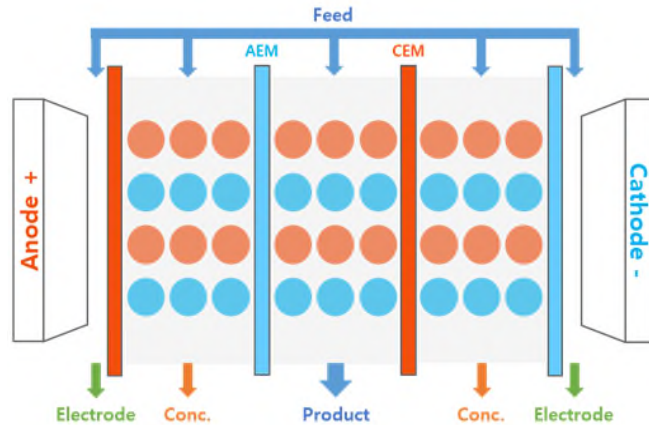 Feed
AEM
CEM
Anode +
Cathode -
Electrode
Conc.
Product
Conc.
Electrode